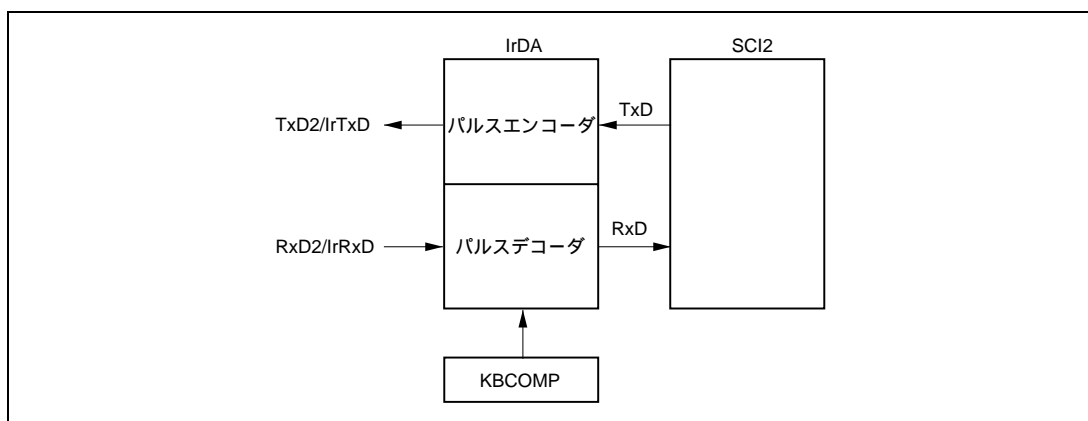 IrDA
SCI2
TxD2/IrTxD
パルスエンコーダ
TxD
RxD2/IrRxD
パルスデコーダ
RxD
KBCOMP